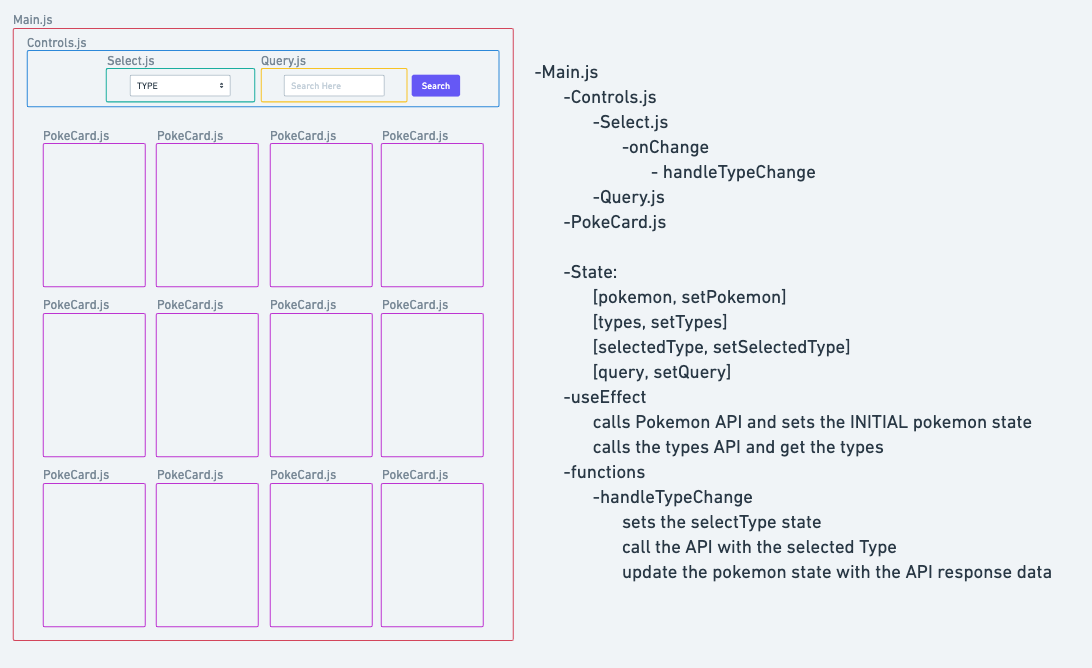 Main.js
Controls.js
Select.js Query.js
TYPE Search Here Search
PokeCard.js PokeCard.js PokeCard.js PokeCard.js
PokeCard.js PokeCard.js PokeCard.js PokeCard.js
PokeCard.js PokeCard.js PokeCard.js PokeCard.js
-Main.js
-Controls.js
-Select.js
-onChange
- handleTypeChange
-Query.js
-PokeCard.js
-State:
[pokemon, setPokemon]
[types, setTypes]
[selectedType, setSelectedType]
[query, setQuery]
-useEffect
calls Pokemon API and sets the INITIAL pokemon state
calls the types API and get the types
-functions
-handleTypeChange
sets the selectType state
call the API with the selected Type
update the pokemon state with the API response data